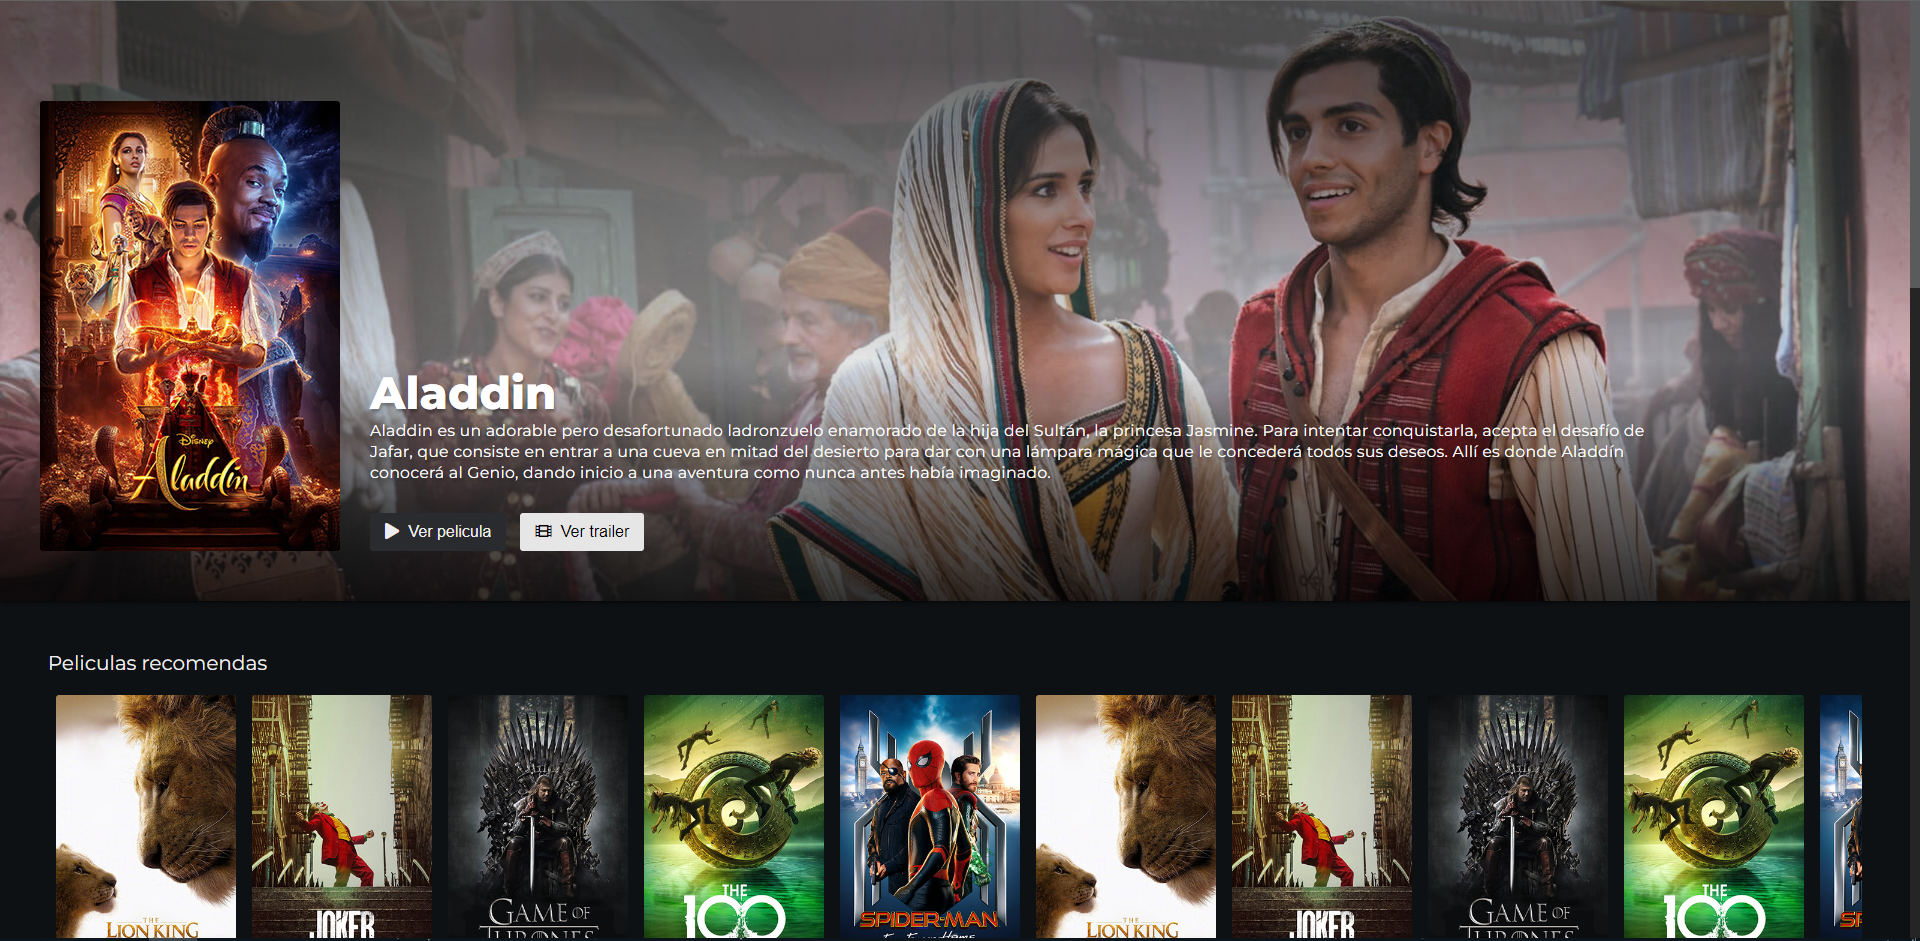 DISNEY
Aladdin
Aladdin
Aladdin es un adorable pero desafortunado ladronzuelo enamorado de la hija del Sultán, la princesa Jasmine. Para intentar conquistarla, acepta el desafío de
Jafar, que consiste en entrar a una cueva en mitad del desierto para dar con una lámpara mágica que le concederá todos sus deseos. Allí es donde Aladdín
conocerá al Genio, dando inicio a una aventura como nunca antes había imaginado.
Ver pelicula
Ver trailer
Peliculas recomendas
THE
LION KING
JOKER
GAME OF
THRONES
THE
100
SPIDER-MAN
THE
LION KING
JOKER
GAME OF
THRONES
THE
100